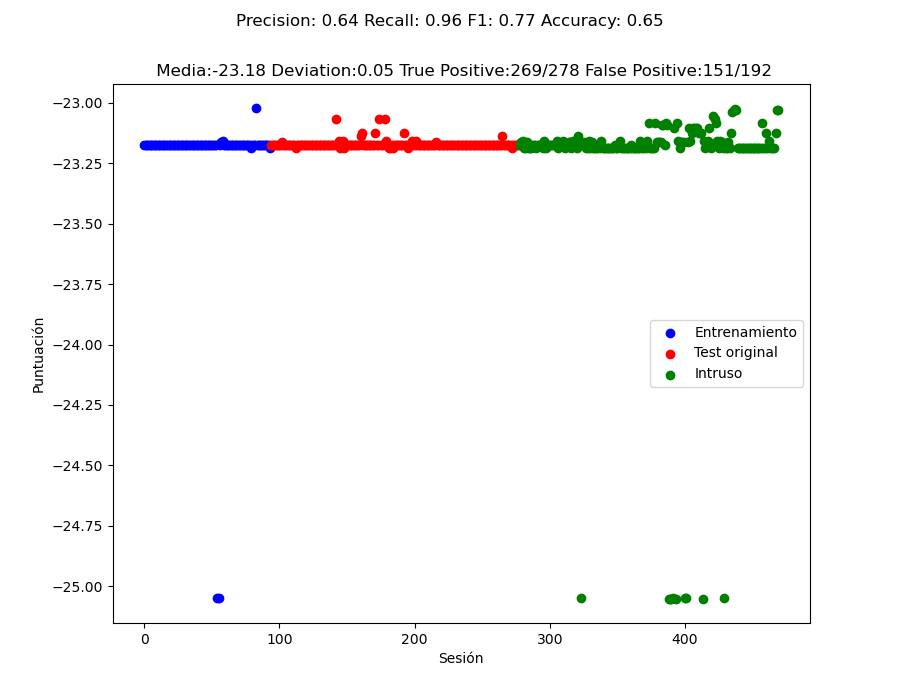 Precision: 0.64 Recall: 0.96 F1: 0.77 Accuracy: 0.65
Media:-23.18 Deviation:0.05 True Positive:269/278 False Positive:151/192
−23.00
−23.25
−23.50
−23.75
−24.00
−24.25
−24.50
−24.75
−25.00
Puntuación
Entrenamiento
Test original
Intruso
0
100
200
300
400
Sesión